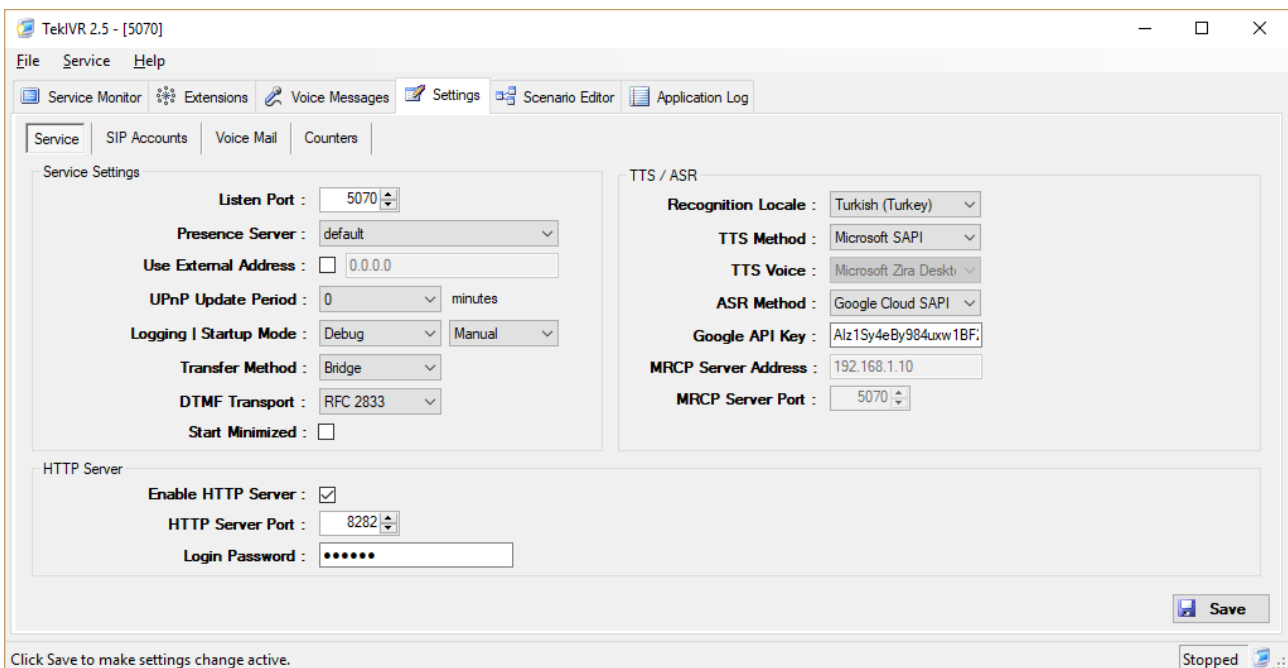 TekIVR 2.5 - [5070]
File Service Help
Service Monitor Extensions Voice Messages Settings Scenario Editor Application Log
Service SIP Accounts Voice Mail Counters
Service Settings
Listen Port : 5070
Presence Server : default
Use External Address : 0.0.0.0
UPnP Update Period : 0 minutes
Logging | Startup Mode : Debug Manual
Transfer Method : Bridge
DTMF Transport : RFC 2833
Start Minimized :
TTS / ASR
Recognition Locale : Turkish (Turkey)
TTS Method : Microsoft SAPI
TTS Voice : Microsoft Zira Deskt
ASR Method : Google Cloud SAPI
Google API Key : AIz1Sy4eBy984uxw1BF
MRCP Server Address : 192.168.1.10
MRCP Server Port : 5070
HTTP Server
Enable HTTP Server :
HTTP Server Port : 8282
Login Password : ●●●●●●
Save
Click Save to make settings change active.
Stopped